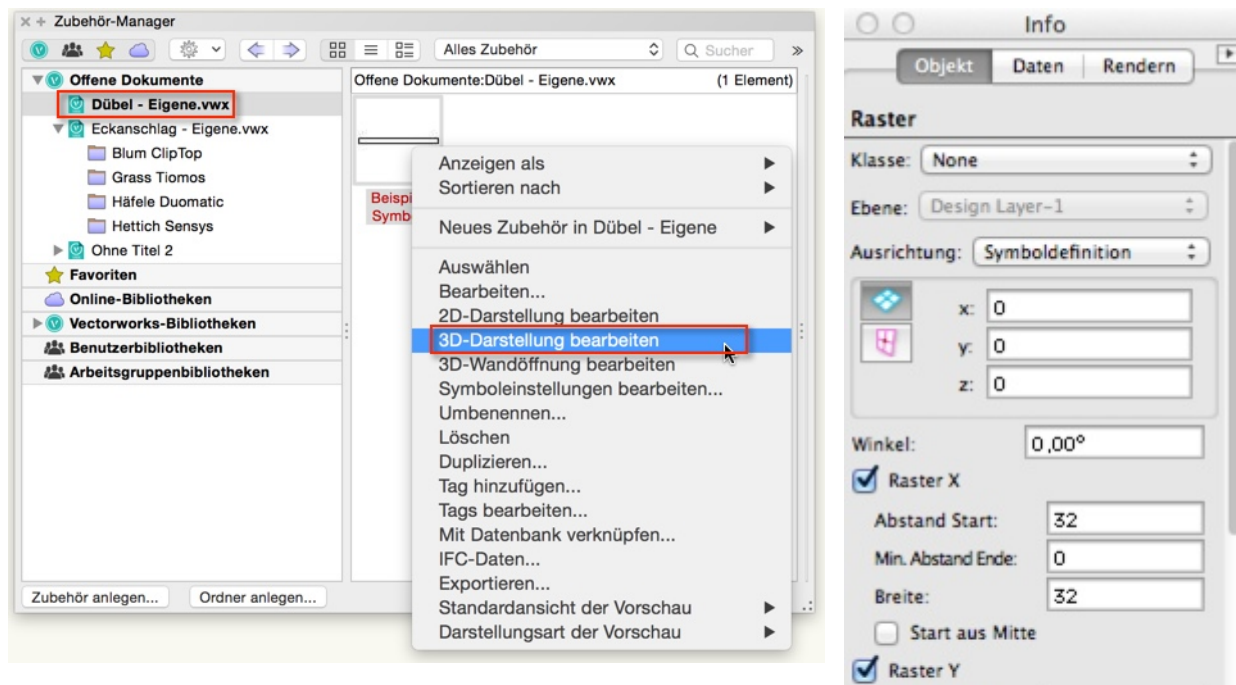 Zubehör-Manager
Alles Zubehör
Sucher
Offene Dokumente
Dübel - Eigene.vwx
Eckanschlag - Eigene.vwx
Blum ClipTop
Grass Tiomos
Häfele Duomatic
Hettich Sensys
Ohne Titel 2
Favoriten
Online-Bibliotheken
Vectorworks-Bibliotheken
Benutzerbibliotheken
Arbeitsgruppenbibliotheken
Zubehör anlegen...
Ordner anlegen...
Offene Dokumente:Dübel - Eigene.vwx (1 Element)
Beispi
Symb
Anzeigen als
Sortieren nach
Neues Zubehör in Dübel - Eigene
Auswählen
Bearbeiten...
2D-Darstellung bearbeiten
3D-Darstellung bearbeiten
3D-Wandöffnung bearbeiten
Symboleinstellungen bearbeiten...
Umbenennen...
Löschen
Duplizieren...
Tag hinzufügen...
Tags bearbeiten...
Mit Datenbank verknüpfen...
IFC-Daten...
Exportieren...
Standardansicht der Vorschau
Darstellungsart der Vorschau
Info
Objekt Daten Rendern
Raster
Klasse: None
Ebene: Design Layer-1
Ausrichtung: Symboldefinition
x: 0
y: 0
z: 0
Winkel: 0,00°
Raster X
Abstand Start: 32
Min. Abstand Ende: 0
Breite: 32
Start aus Mitte
Raster Y